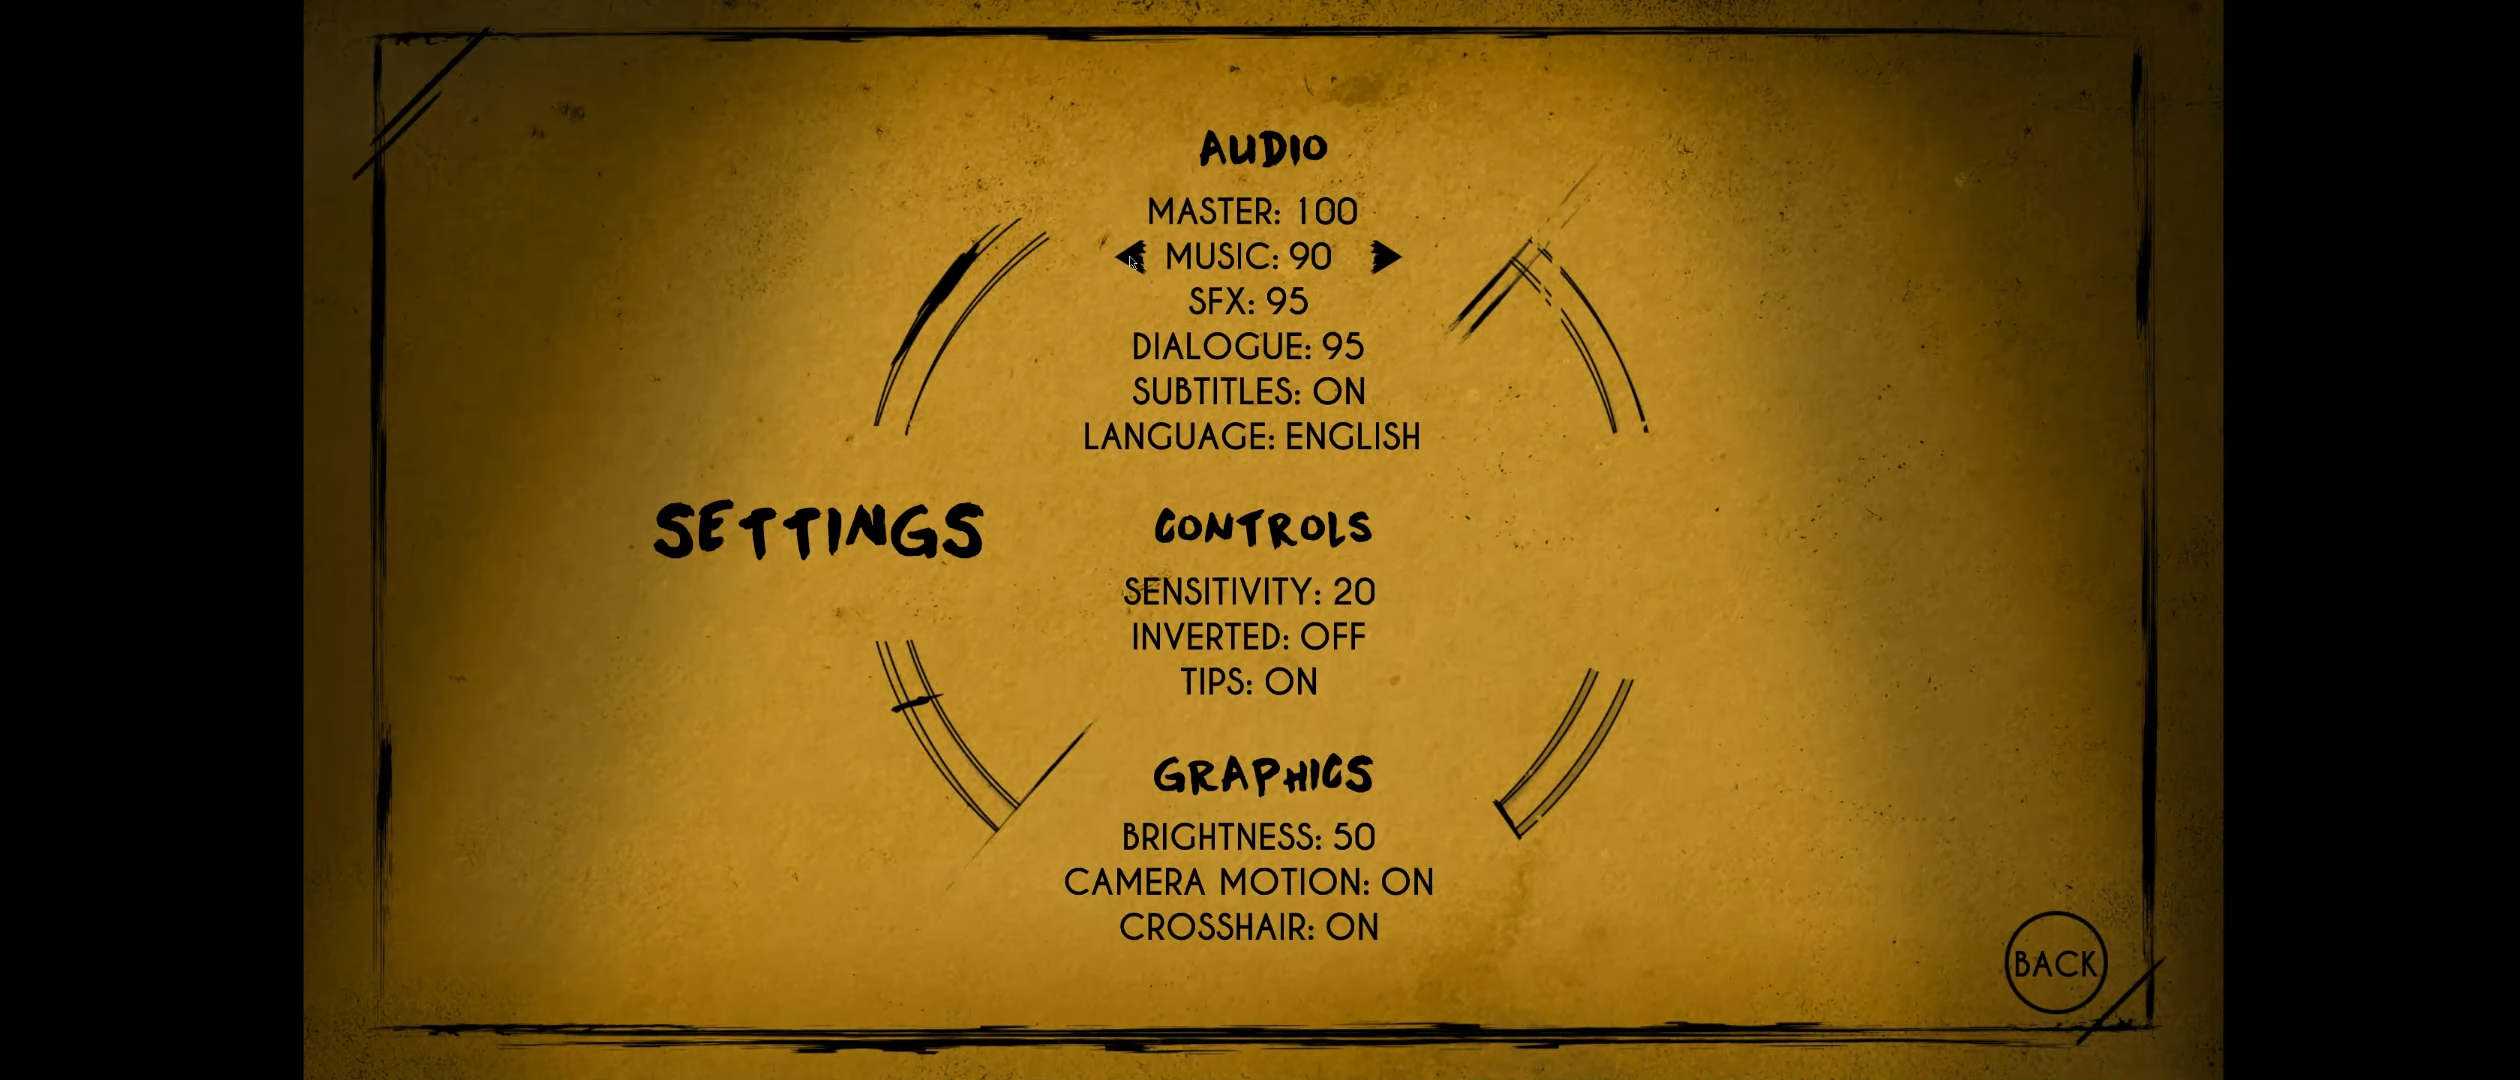 AUDIO
MASTER: 100
MUSIC: 90
SFX: 95
DIALOGUE: 95
SUBTITLES: ON
LANGUAGE: ENGLISH
SETTINGS
CONTROLS
SENSITIVITY: 20
INVERTED: OFF
TIPS: ON
GRAPHICS
BRIGHTNESS: 50
CAMERA MOTION: ON
CROSSHAIR: ON
BACK